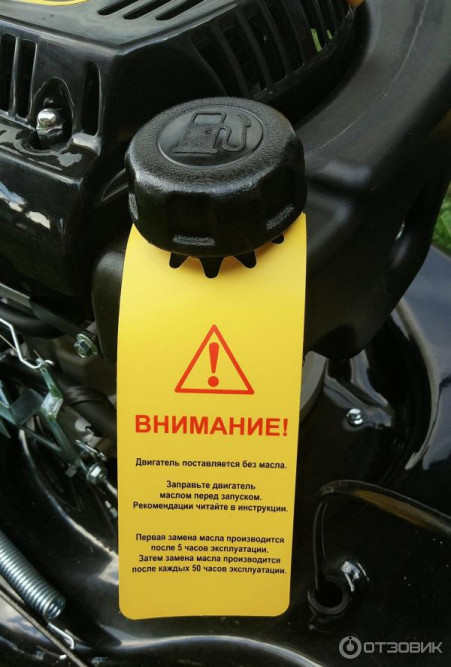 ВНИМАНИЕ!
Двигатель поставляется без масла.
Заправьте двигатель
маслом перед запуском.
Рекомендации читайте в инструкции.
Первая замена масла производится
после 5 часов эксплуатации.
Затем замена масла производится
после каждых 50 часов эксплуатации.
ОТЗОВИК